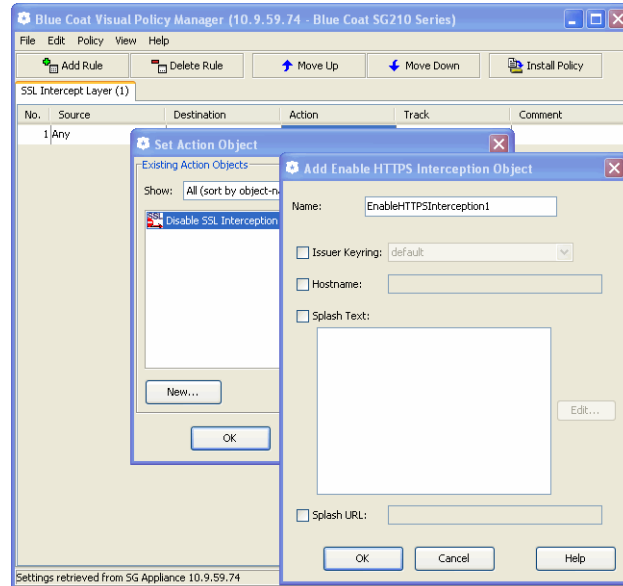 Blue Coat Visual Policy Manager (10.9.59.74 - Blue Coat SG210 Series)
File Edit Policy View Help
Add Rule Delete Rule Move Up Move Down Install Policy
SSL Intercept Layer (1)
No. Source Destination Action Track Comment
1 Any
Set Action Object
Existing Action Objects
Show: All (sort by object-n
SSL Disable SSL Interception
New...
OK
Add Enable HTTPS Interception Object
Name: EnableHTTPSInterception1
Issuer Keyring: default
Hostname:
Splash Text:
Edit...
Splash URL:
OK Cancel Help
Settings retrieved from SG Appliance 10.9.59.74